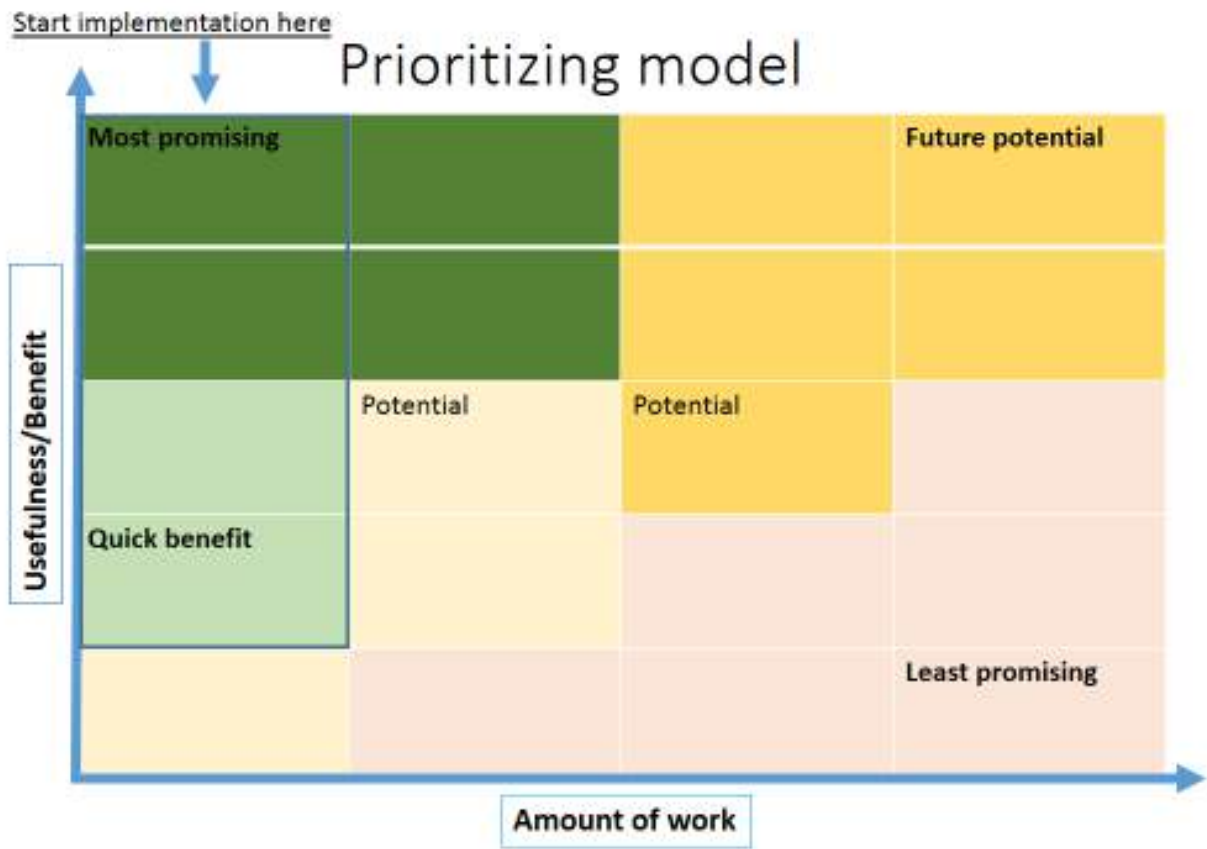 Start implementation here
Prioritizing model
Most promising
Future potential
Usefulness/Benefit
Potential
Potential
Quick benefit
Least promising
Amount of work